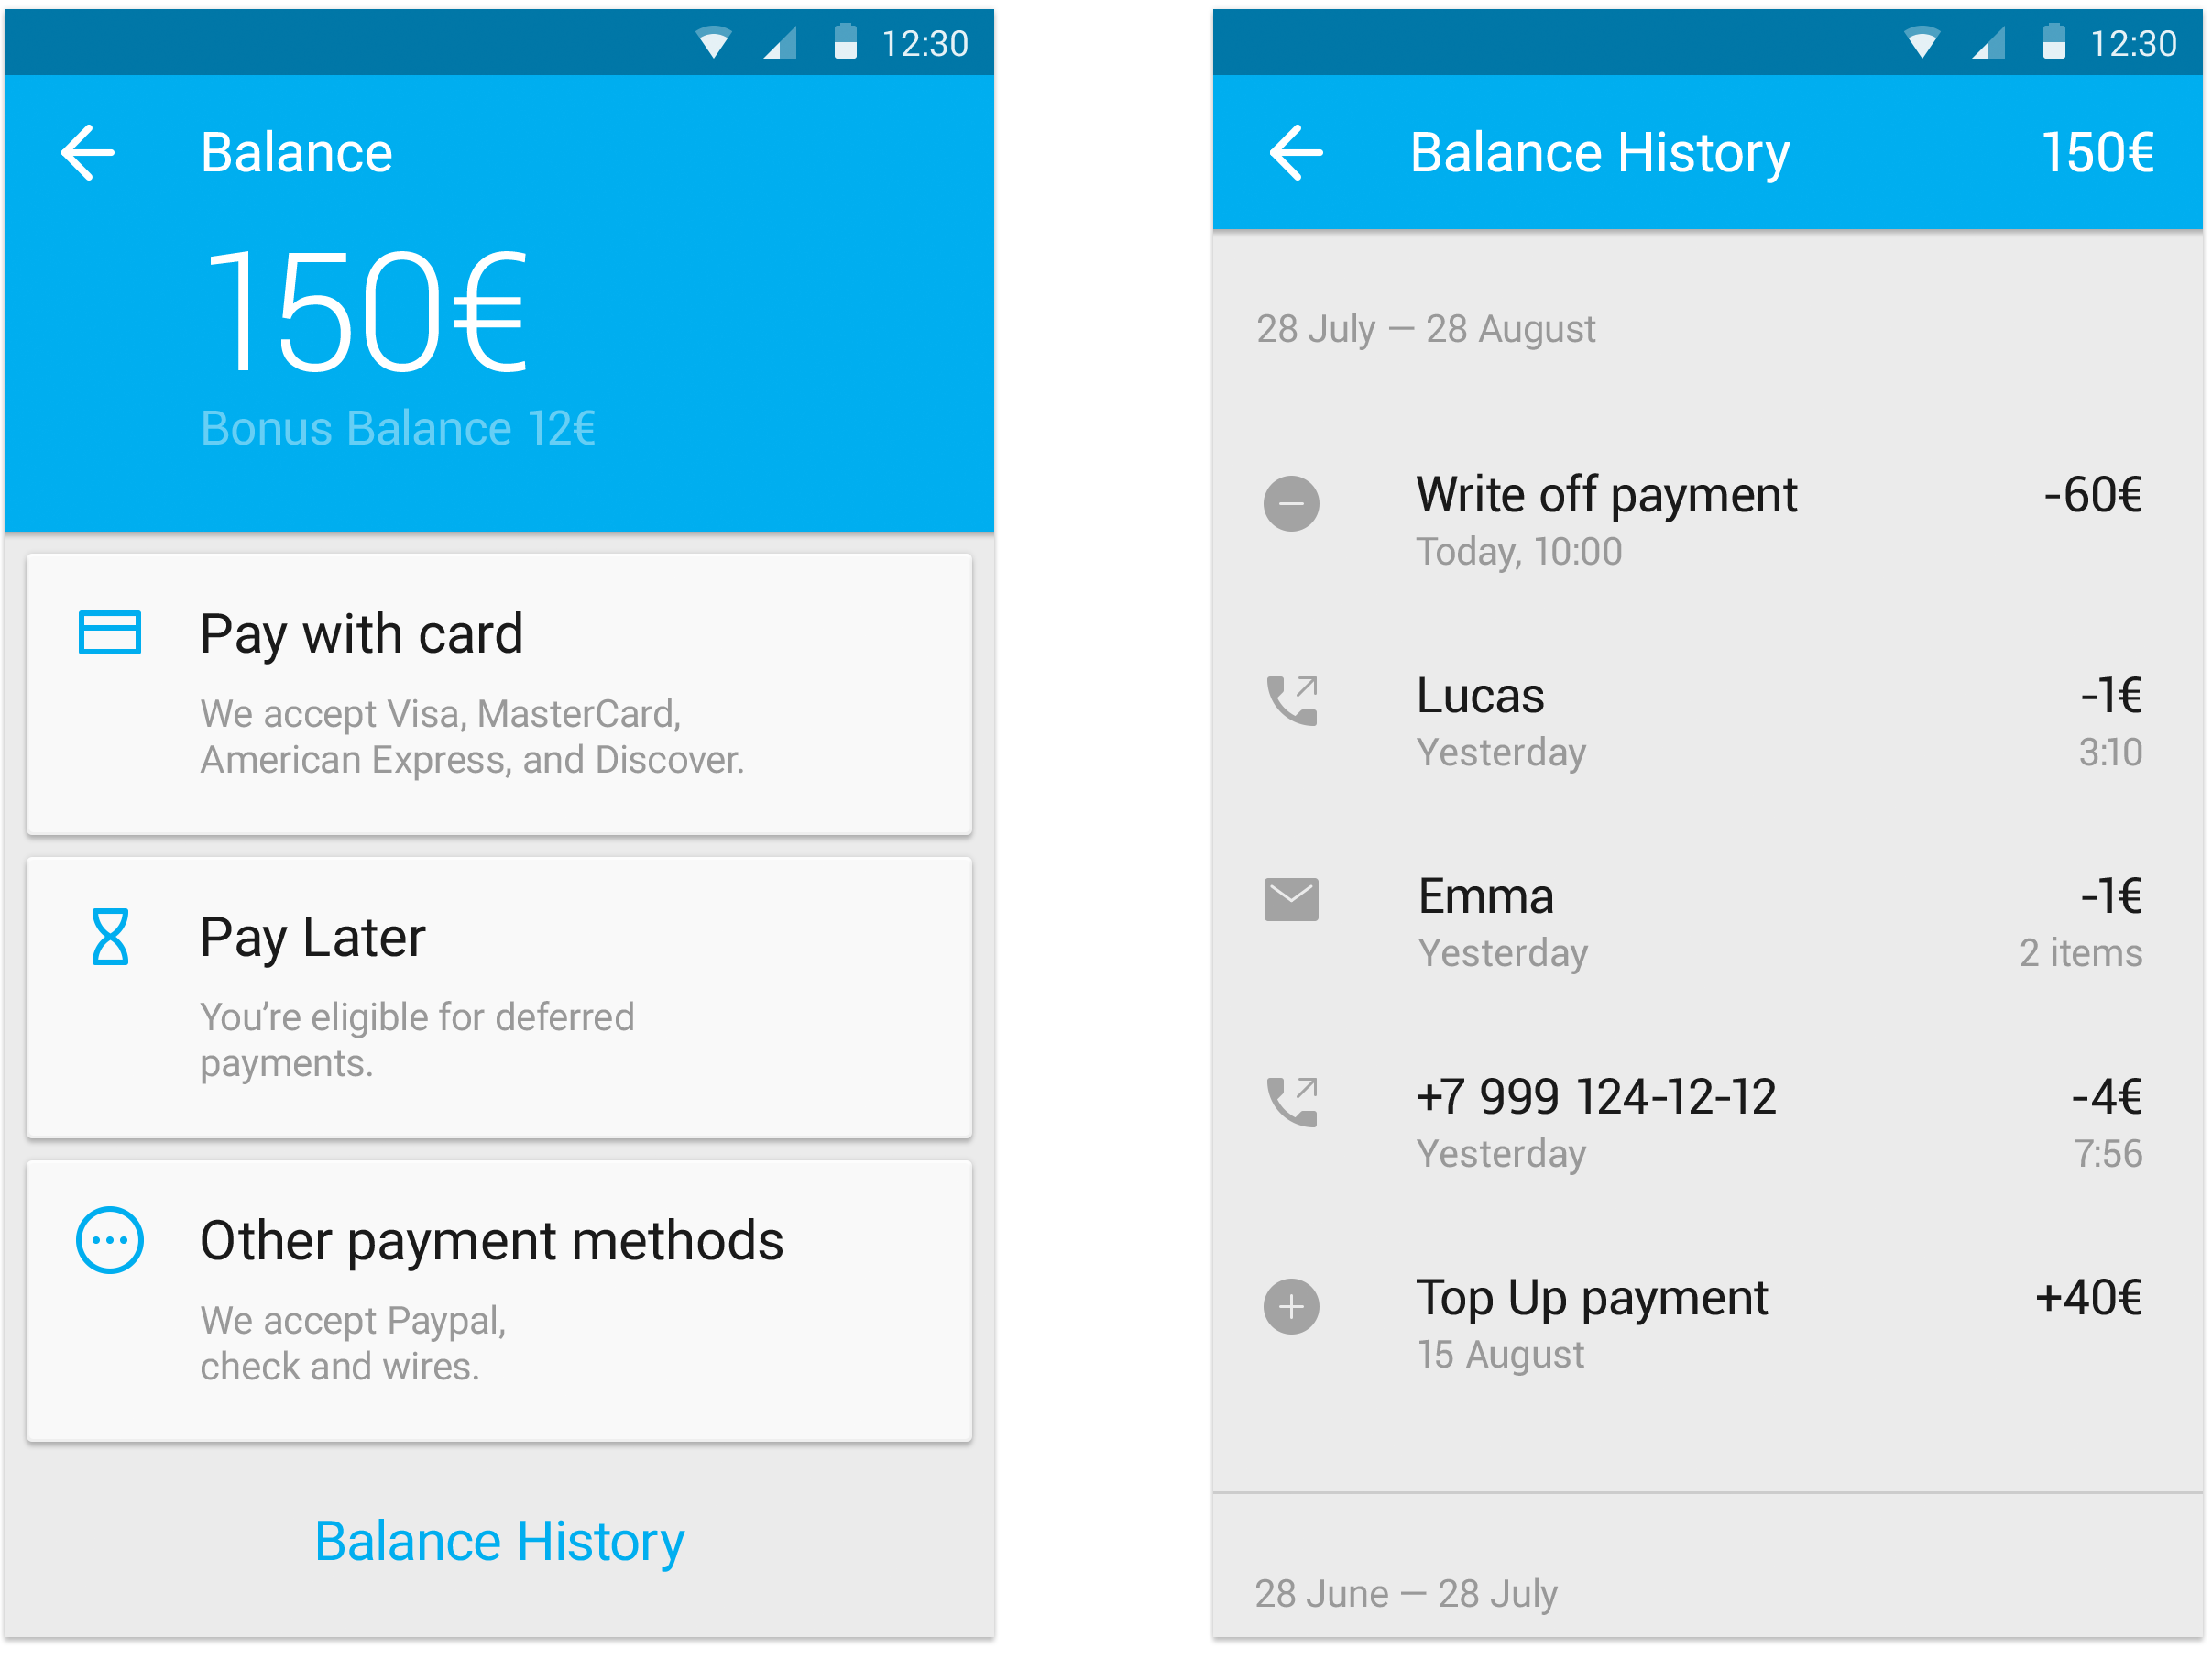 12:30
Balance
150€
Bonus Balance 12€
Pay with card
We accept Visa, MasterCard,
American Express, and Discover.
Pay Later
You’re eligible for deferred
payments.
Other payment methods
We accept Paypal,
check and wires.
Balance History
12:30
Balance History 150€
28 July — 28 August
Write off payment -60€
Today, 10:00
Lucas -1€
Yesterday 3:10
Emma -1€
Yesterday 2 items
+7 999 124-12-12 -4€
Yesterday 7:56
Top Up payment +40€
15 August
28 June — 28 July